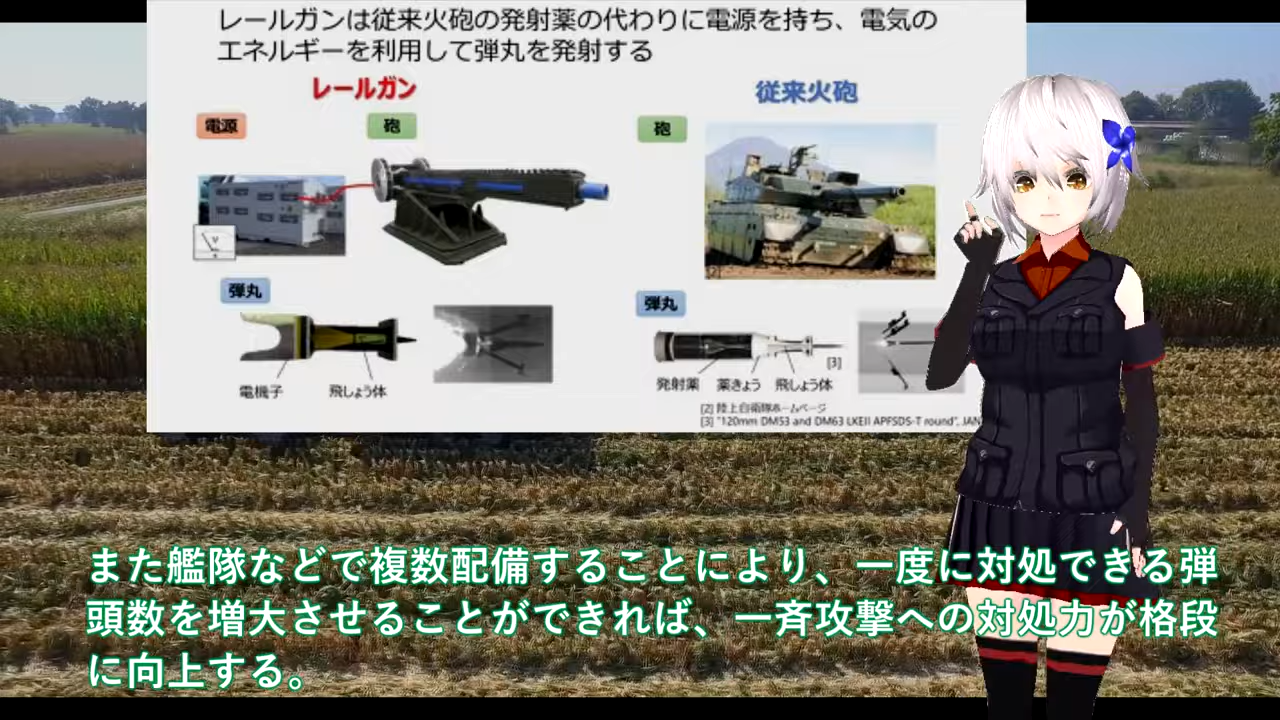 レールガンは従来火砲の発射薬の代わりに電源を持ち、電気の
エネルギーを利用して弾丸を発射する
レールガン
従来火砲
電源
砲
砲
V
弾丸
弾丸
電機子
飛しょう体
発射薬
薬きょう
飛しょう体
[3]
[2] 陸上自衛隊ホームページ
[3] "120mm DM53 and DM63 LKEII APFSDS-T round", JAN
また艦隊などで複数配備することにより、一度に対処できる弾
頭数を増大させることができれば、一斉攻撃への対処力が格段
に向上する。